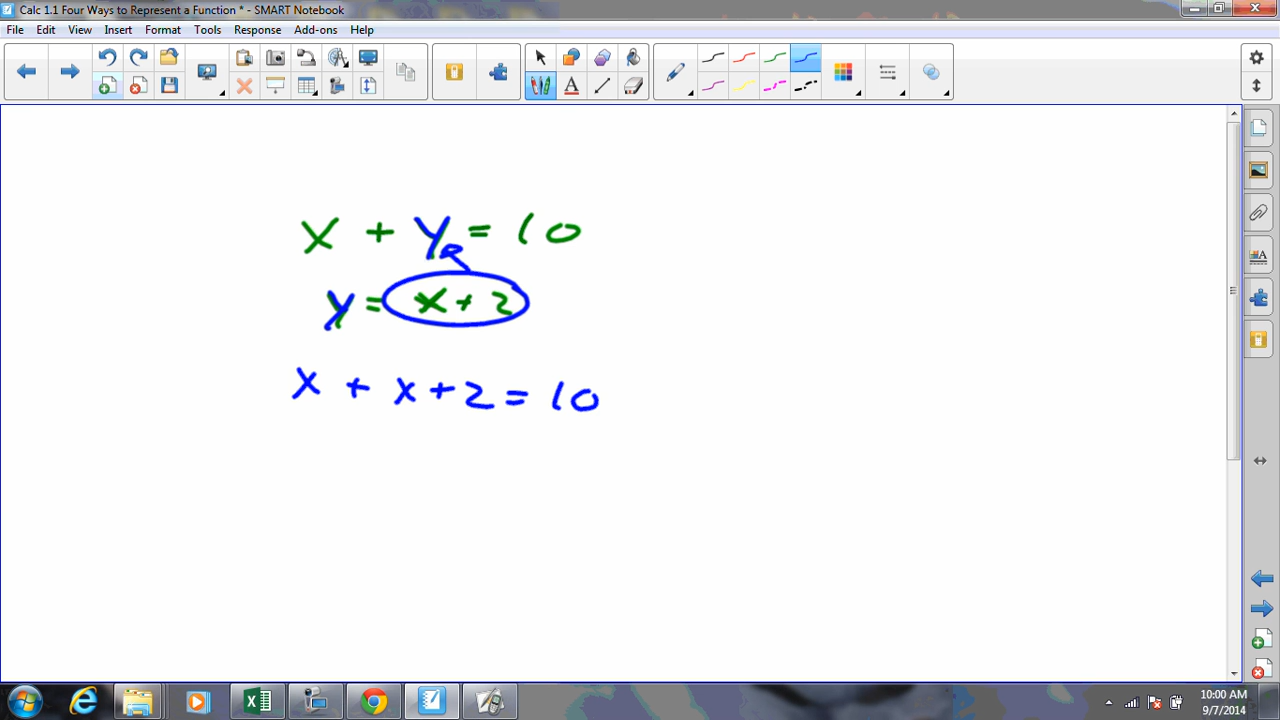 Calc 1.1 Four Ways to Represent a Function * - SMART Notebook
File Edit View Insert Format Tools Response Add-ons Help
x + y = 10
y = x + 2
x + x + 2 = 10
10:00 AM
9/7/2014